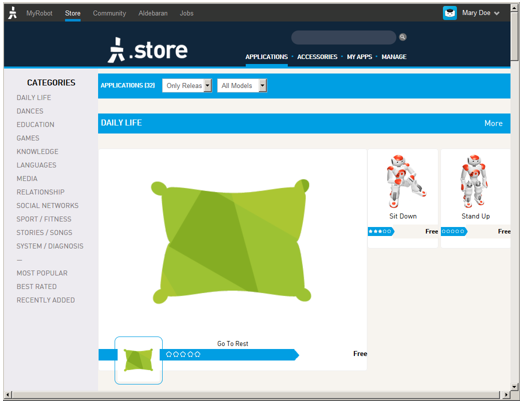 MyRobot Store Community Aldebaran Jobs Mary Doe
.store
APPLICATIONS ACCESSORIES MY APPS MANAGE
CATEGORIES
DAILY LIFE
DANCES
EDUCATION
GAMES
KNOWLEDGE
LANGUAGES
MEDIA
RELATIONSHIP
SOCIAL NETWORKS
SPORT / FITNESS
STORIES / SONGS
SYSTEM / DIAGNOSIS
—
MOST POPULAR
BEST RATED
RECENTLY ADDED
APPLICATIONS (32) Only Releas All Models
DAILY LIFE More
Sit Down Stand Up
Free Free
Go To Rest
Free